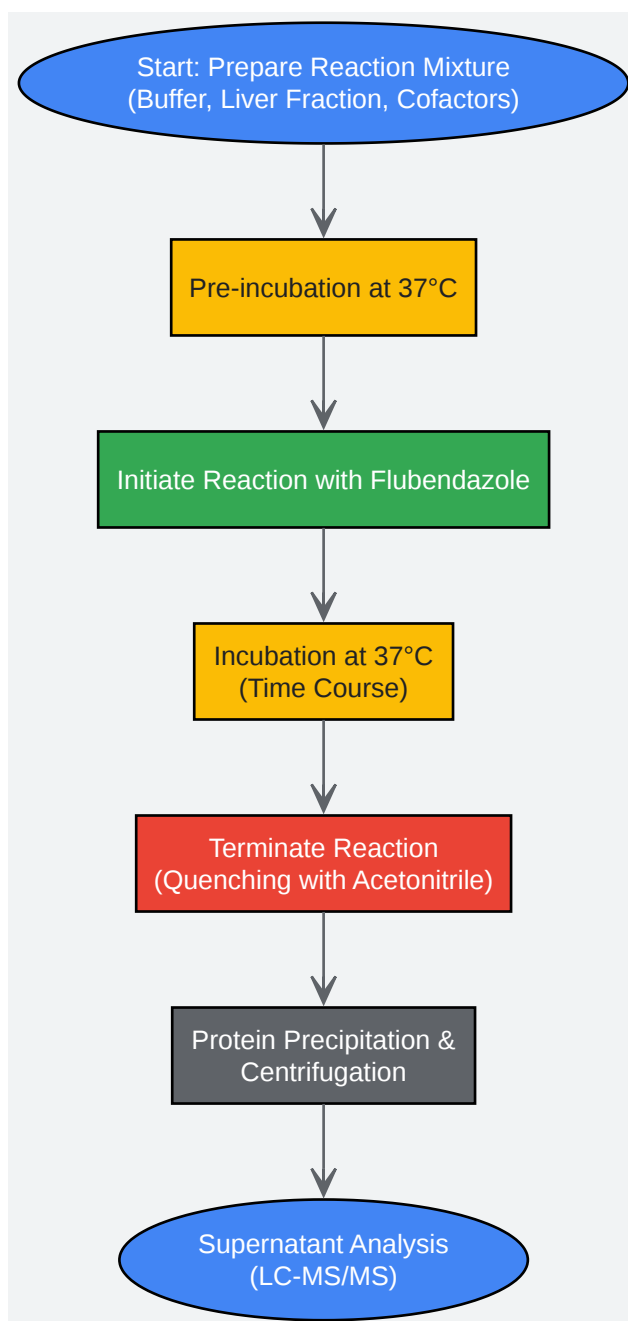 Start: Prepare Reaction Mixture
(Buffer, Liver Fraction, Cofactors)
Pre-incubation at 37°C
Initiate Reaction with Flubendazole
Incubation at 37°C
(Time Course)
Terminate Reaction
(Quenching with Acetonitrile)
Protein Precipitation &
Centrifugation
Supernatant Analysis
(LC-MS/MS)